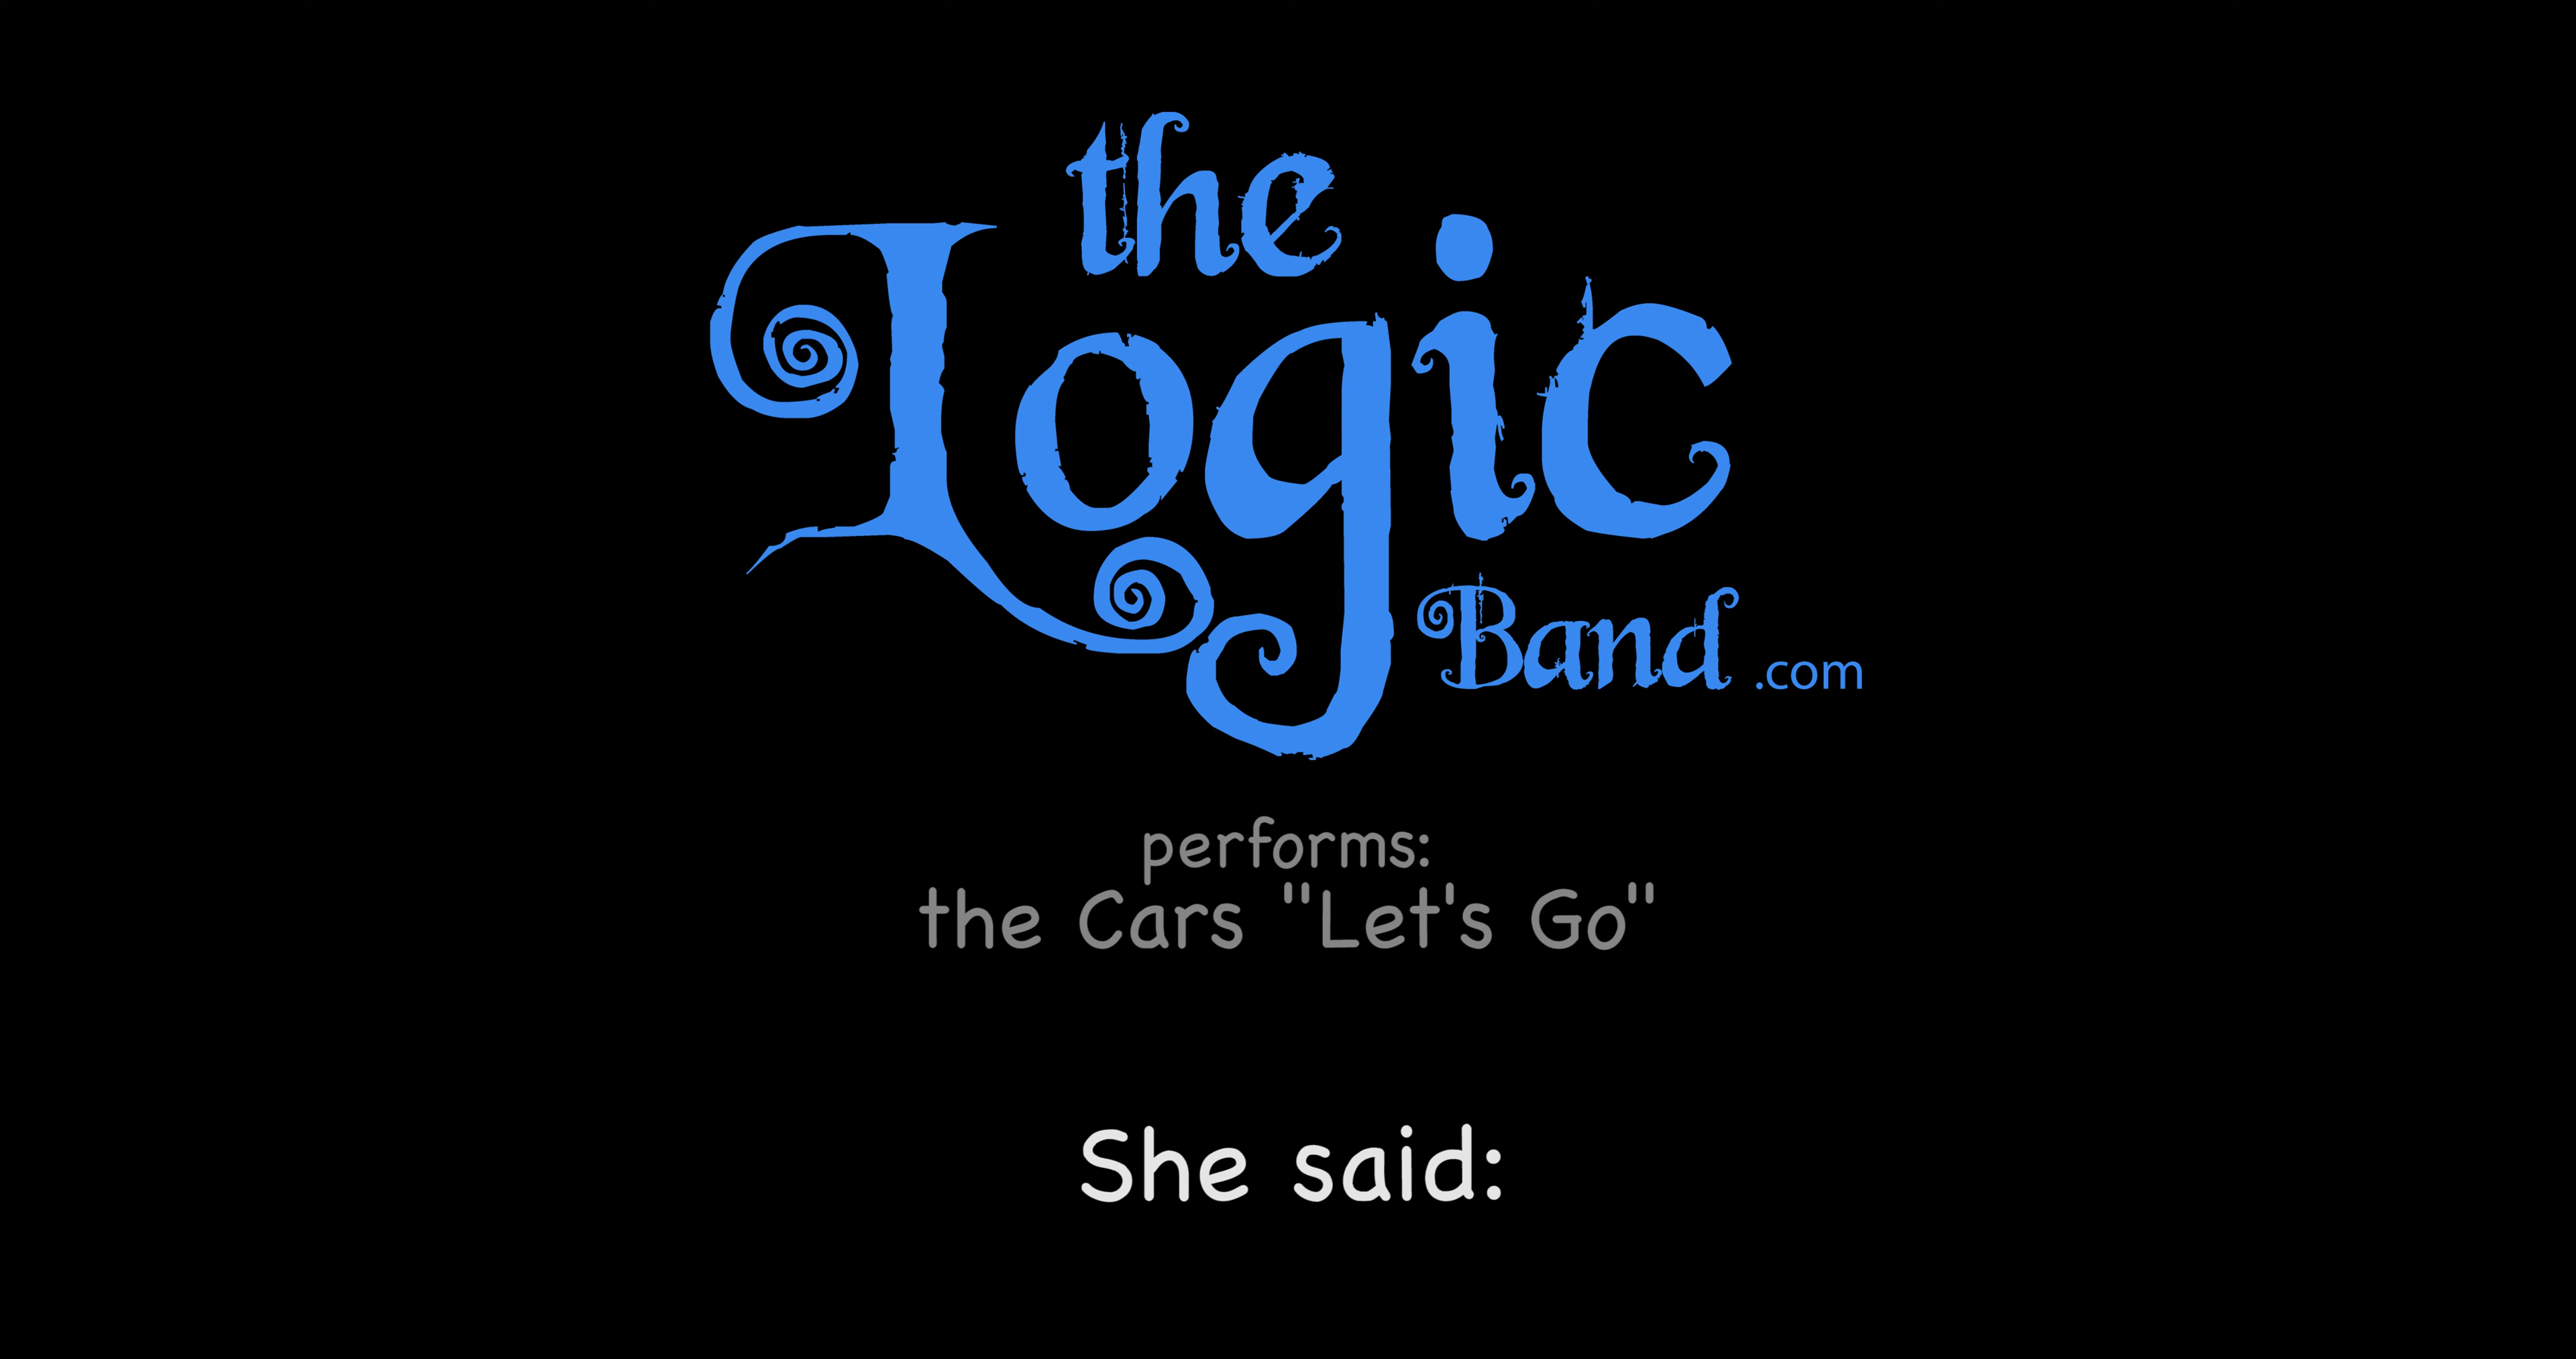 the
Logic
Band .com
performs:
the Cars "Let's Go"
She said: